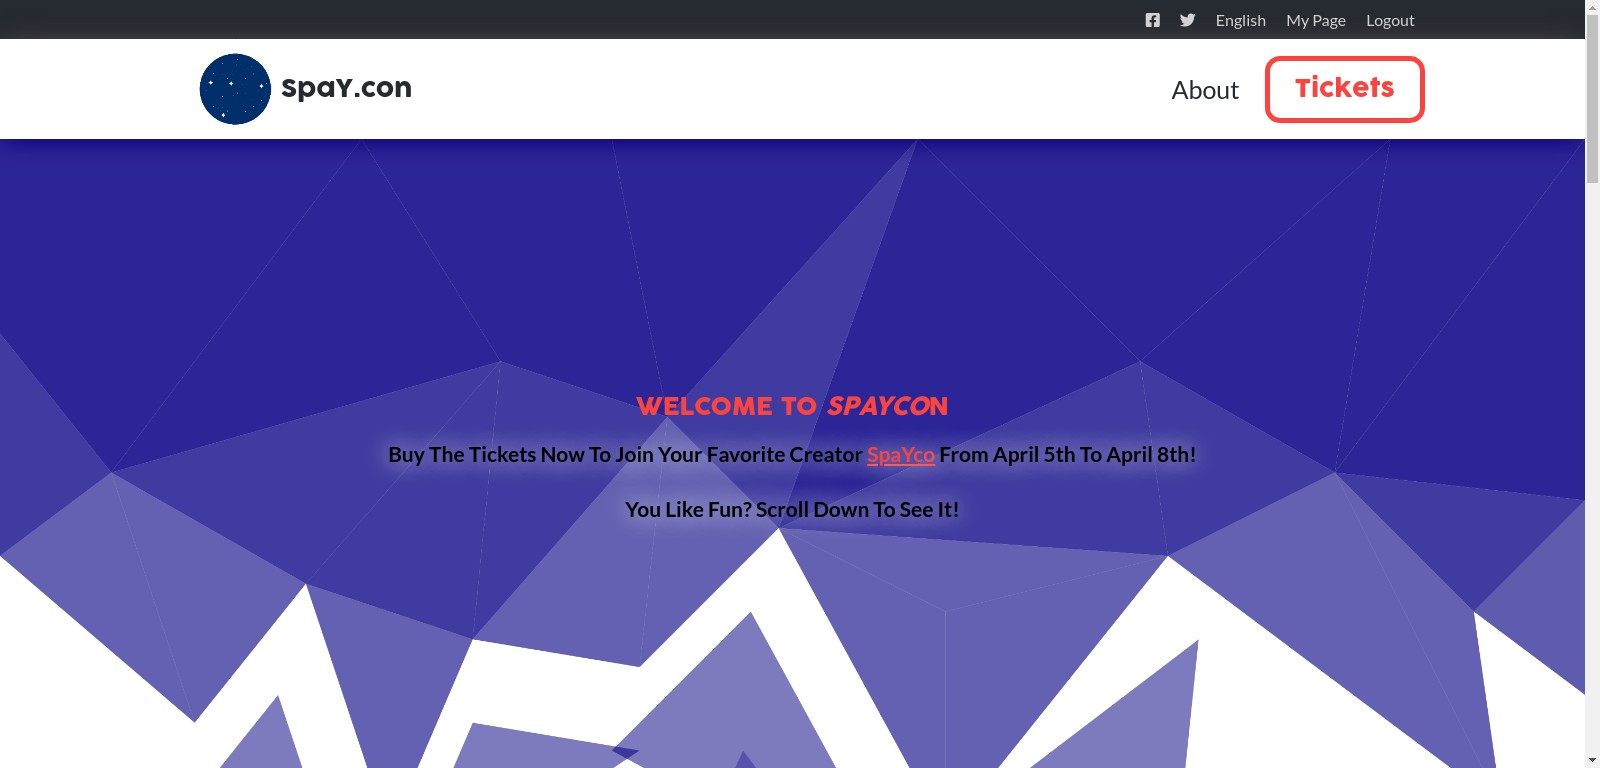 English My Page Logout
SpaY.con
About
Tickets
WELCOME TO SPAYCON
Buy The Tickets Now To Join Your Favorite Creator SpaYco From April 5th To April 8th!
You Like Fun? Scroll Down To See It!